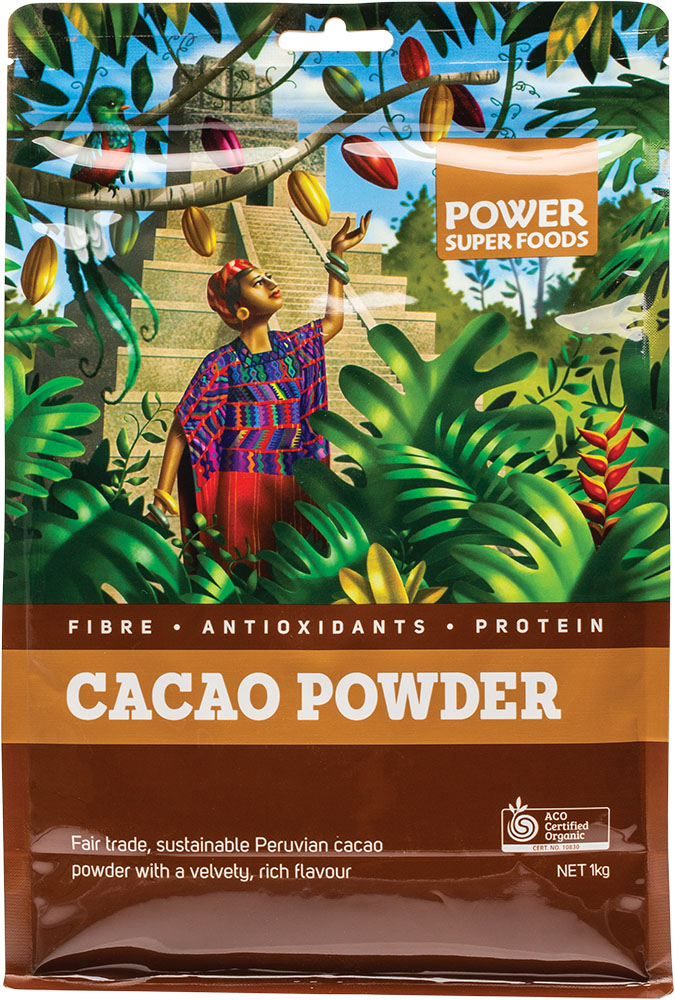 POWER
SUPER FOODS
FIBRE • ANTIOXIDANTS • PROTEIN
CACAO POWDER
ACO
Certified
Organic
CERT. NO. 10830
Fair trade, sustainable Peruvian cacao
powder with a velvety, rich flavour
NET 1kg